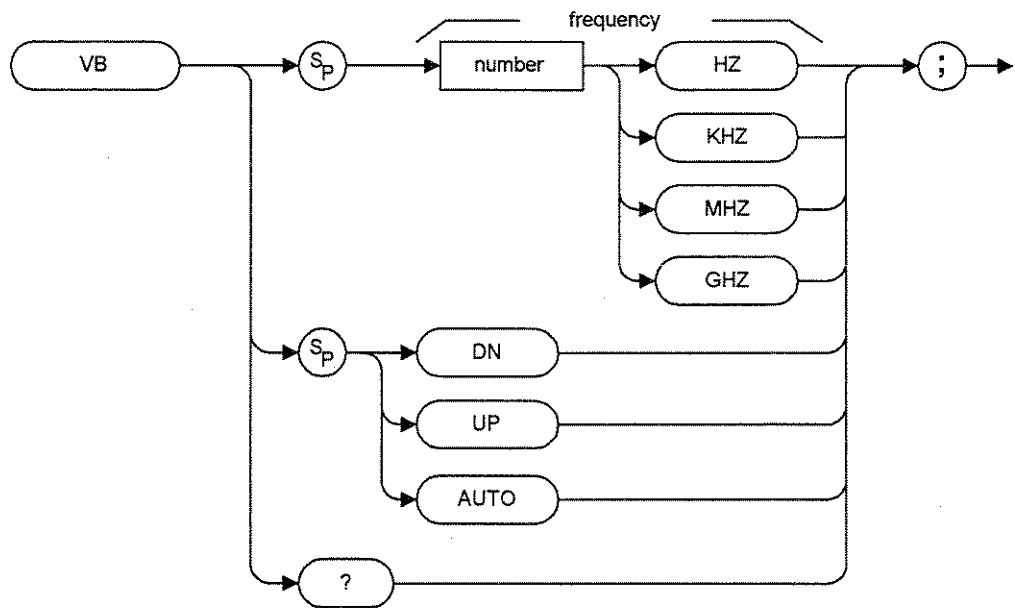 frequency
VB
SP
number
HZ
;
KHZ
MHZ
GHZ
SP
DN
UP
AUTO
?